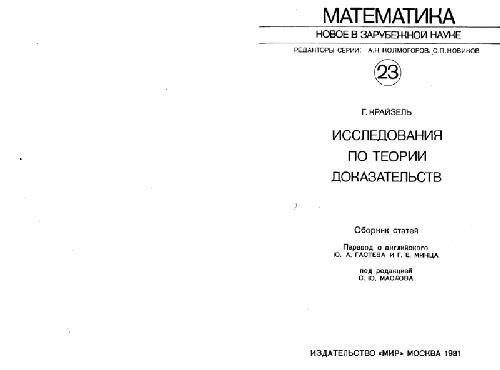 МАТЕМАТИКА
НОВОЕ В ЗАРУБЕЖНОЙ НАУКЕ
РЕДАКТОРЫ СЕРИИ: А.Н. КОЛМОГОРОВ, С.П. НОВИКОВ
23
Г. КРАЙЗЕЛЬ
ИССЛЕДОВАНИЯ
ПО ТЕОРИИ
ДОКАЗАТЕЛЬСТВ
Сборник статей
Перевод с английского
Ю. А. ГАСТЕВА И Г. Е. МИНЦА
под редакцией
С. Ю. МАСЛОВА
ИЗДАТЕЛЬСТВО «МИР» МОСКВА 1981